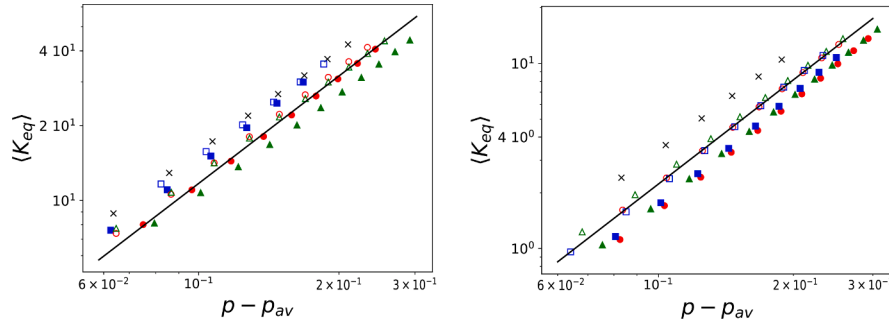 4 × 10¹
2 × 10¹
10¹
⟨K_eq⟩
6 × 10⁻²
10⁻¹
2 × 10⁻¹
3 × 10⁻¹
p − p_av
10¹
4 × 10⁰
10⁰
⟨K_eq⟩
6 × 10⁻²
10⁻¹
2 × 10⁻¹
3 × 10⁻¹
p − p_av